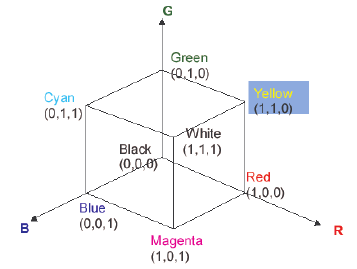 G
Green
(0,1,0)
Cyan
(0,1,1)
Yellow
(1,1,0)
White
(1,1,1)
Black
(0,0,0)
Red
(1,0,0)
Blue
(0,0,1)
B
R
Magenta
(1,0,1)